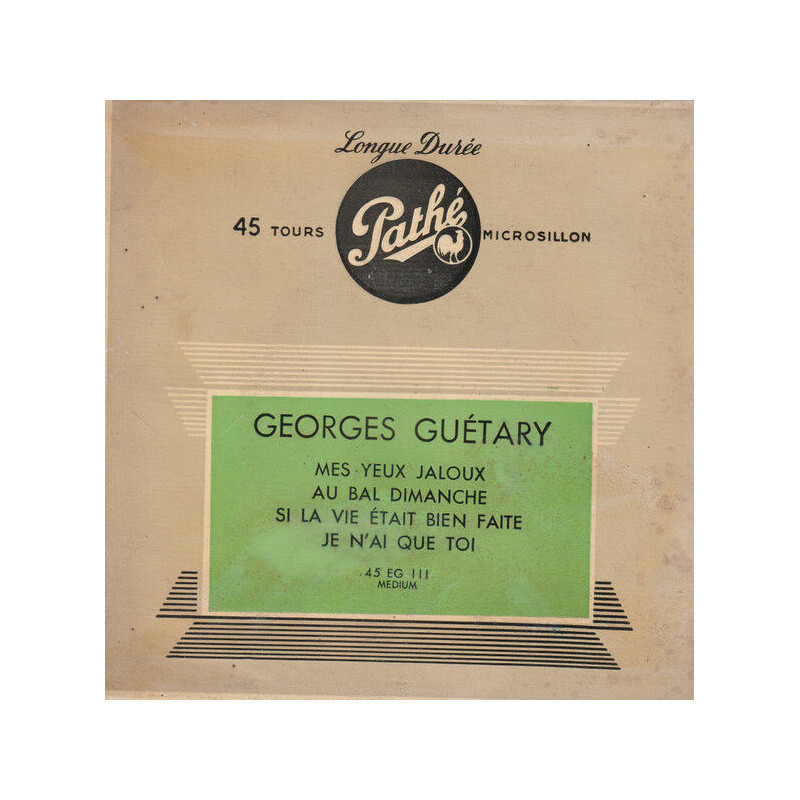 Longue Durée
45 TOURS Pathé MICROSILLON
GEORGES GUÉTARY
MES YEUX JALOUX
AU BAL DIMANCHE
SI LA VIE ÉTAIT BIEN FAITE
JE N'AI QUE TOI
45 EG 111
MEDIUM